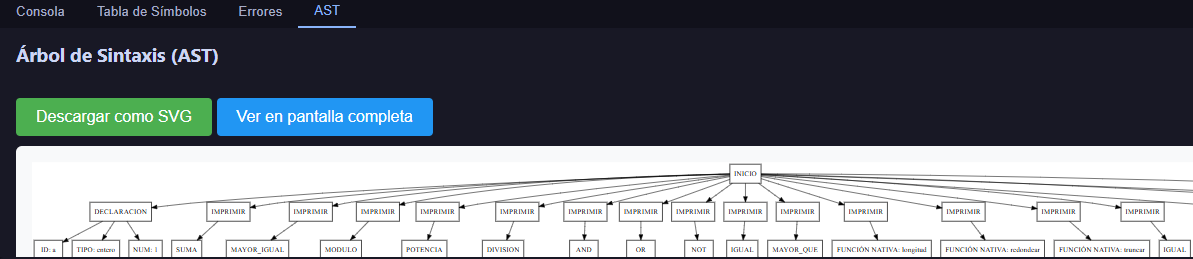 Consola Tabla de Símbolos Errores AST
Árbol de Sintaxis (AST)
Descargar como SVG Ver en pantalla completa
INICIO
DECLARACION IMPRIMIR IMPRIMIR IMPRIMIR IMPRIMIR IMPRIMIR IMPRIMIR IMPRIMIR IMPRIMIR IMPRIMIR IMPRIMIR IMPRIMIR IMPRIMIR IMPRIMIR IMPRIMIR
ID: a TIPO: entero NUM: 1 SUMA MAYOR_IGUAL MODULO POTENCIA DIVISION AND OR NOT IGUAL MAYOR_QUE FUNCIÓN NATIVA: longitud FUNCIÓN NATIVA: redondear FUNCIÓN NATIVA: truncar IGUAL